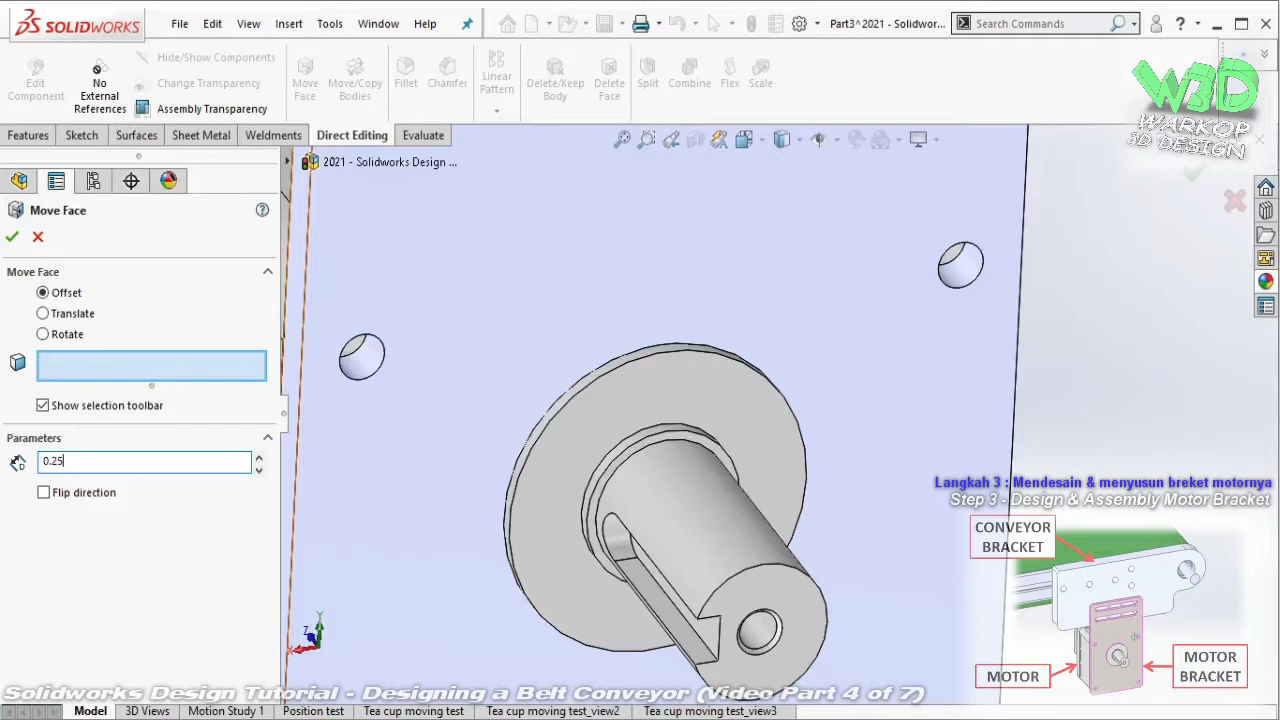 SOLIDWORKS
File Edit View Insert Tools Window Help
Part3^2021 - Solidwor...
Search Commands
?
Edit Component
No External References
Hide/Show Components
Change Transparency
Assembly Transparency
Move Face
Move/Copy Bodies
Fillet
Chamfer
Linear Pattern
Delete/Keep Body
Delete Face
Split
Combine
Flex
Scale
W3D
WARKOP
3D DESIGN
Features Sketch Surfaces Sheet Metal Weldments Direct Editing Evaluate
2021 - Solidworks Design ...
Move Face
?
Move Face
Offset
Translate
Rotate
Show selection toolbar
Parameters
0.25
Flip direction
Y
Z
Langkah 3 : Mendesain & menyusun breket motornya
Step 3 - Design & Assembly Motor Bracket
CONVEYOR
BRACKET
MOTOR
MOTOR
BRACKET
Solidworks Design Tutorial - Designing a Belt Conveyor (Video Part 4 of 7)
Model 3D Views Motion Study 1 Position test Tea cup moving test Tea cup moving test_view2 Tea cup moving test_view3